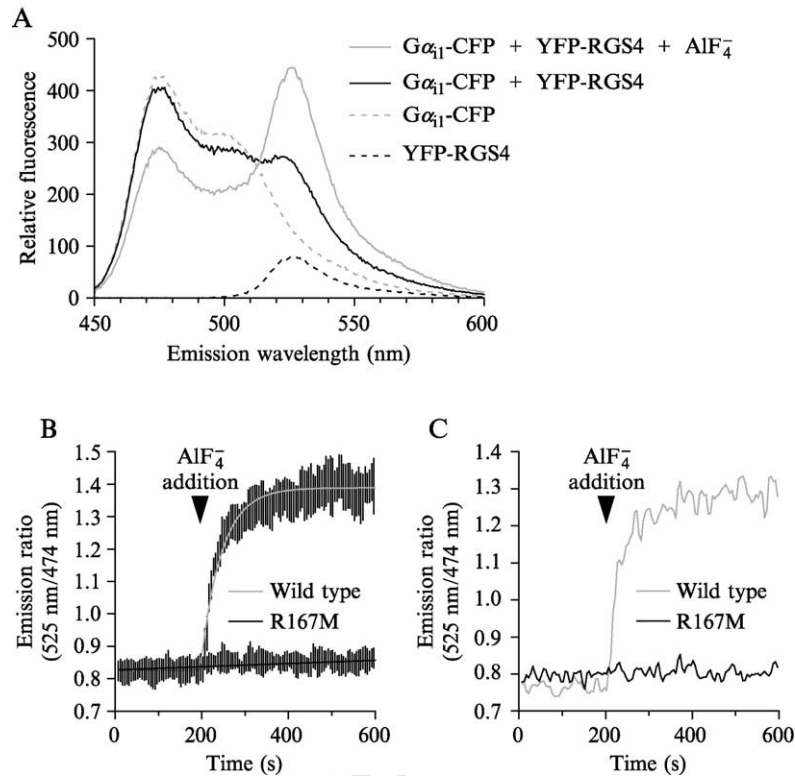 A
Gα_i1-CFP + YFP-RGS4 + AlF₄⁻
Gα_i1-CFP + YFP-RGS4
Gα_i1-CFP
YFP-RGS4
Relative fluorescence
500
400
300
200
100
0
450
500
550
600
Emission wavelength (nm)
B
AlF₄⁻
addition
Emission ratio
(525 nm/474 nm)
1.5
1.4
1.3
1.2
1.1
1.0
0.9
0.8
0.7
Wild type
R167M
0
200
400
600
Time (s)
C
AlF₄⁻
addition
Emission ratio
(525 nm/474 nm)
1.4
1.3
1.2
1.1
1.0
0.9
0.8
0.7
Wild type
R167M
0
200
400
600
Time (s)